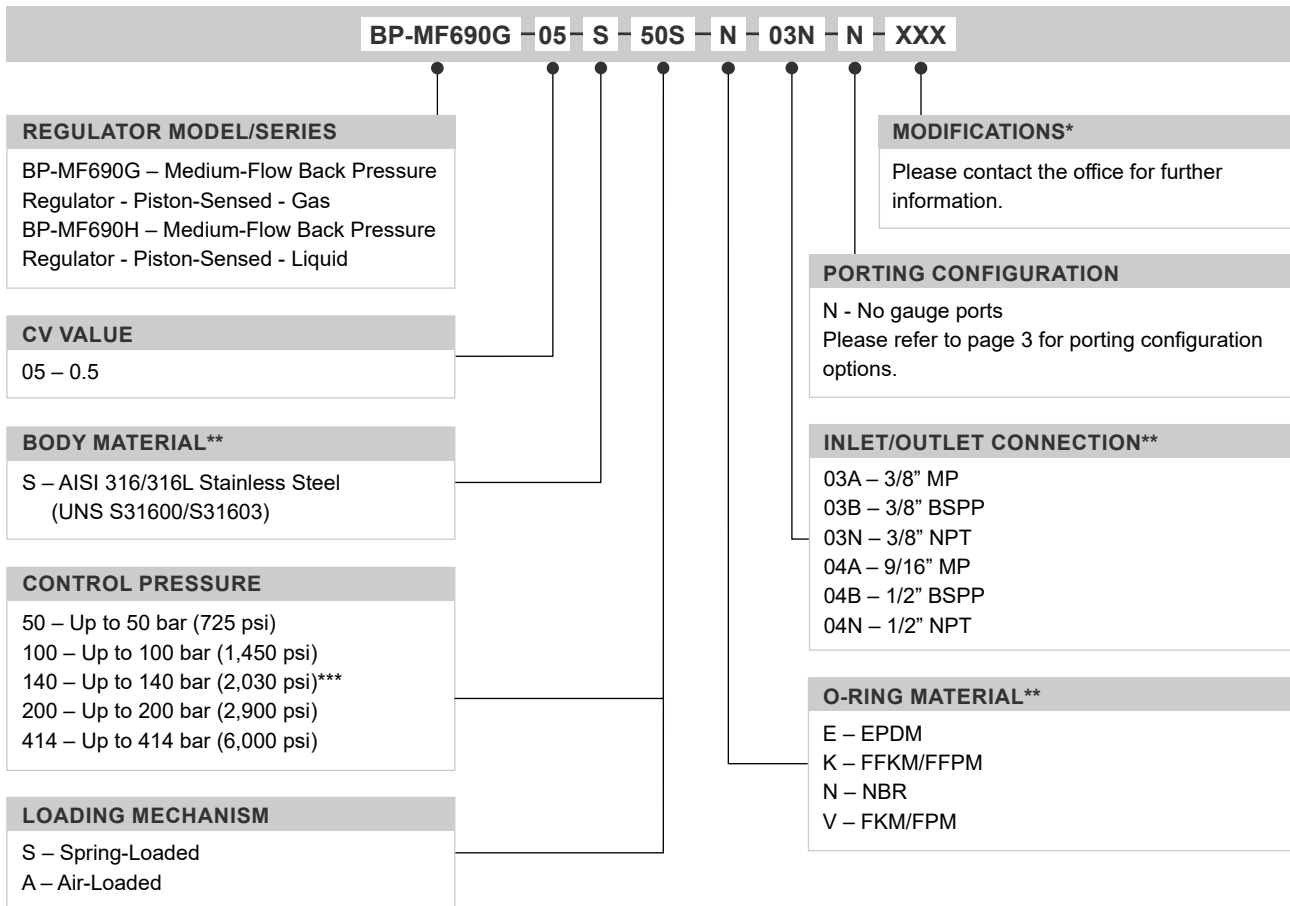 BP-MF690G 05 S 50S N 03N N XXX
REGULATOR MODEL/SERIES
BP-MF690G – Medium-Flow Back Pressure
Regulator - Piston-Sensed - Gas
BP-MF690H – Medium-Flow Back Pressure
Regulator - Piston-Sensed - Liquid
CV VALUE
05 – 0.5
BODY MATERIAL**
S – AISI 316/316L Stainless Steel
(UNS S31600/S31603)
CONTROL PRESSURE
50 – Up to 50 bar (725 psi)
100 – Up to 100 bar (1,450 psi)
140 – Up to 140 bar (2,030 psi)***
200 – Up to 200 bar (2,900 psi)
414 – Up to 414 bar (6,000 psi)
LOADING MECHANISM
S – Spring-Loaded
A – Air-Loaded
MODIFICATIONS*
Please contact the office for further
information.
PORTING CONFIGURATION
N - No gauge ports
Please refer to page 3 for porting configuration
options.
INLET/OUTLET CONNECTION**
03A – 3/8” MP
03B – 3/8” BSPP
03N – 3/8” NPT
04A – 9/16” MP
04B – 1/2” BSPP
04N – 1/2” NPT
O-RING MATERIAL**
E – EPDM
K – FFKM/FFPM
N – NBR
V – FKM/FPM